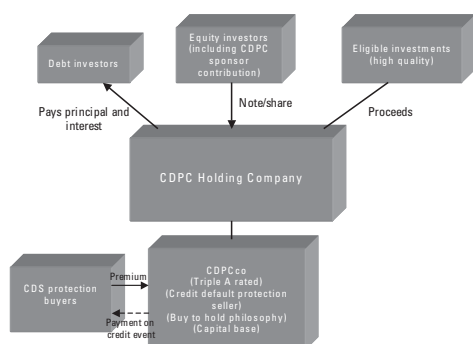 Debt investors
Equity investors
(including CDPC
sponsor
contribution)
Eligible investments
(high quality)
Pays principal and
interest
Note/share
Proceeds
CDPC Holding Company
CDS protection
buyers
Premium
Payment on
credit event
CDPCco
(Triple A rated)
(Credit default protection
seller)
(Buy to hold philosophy)
(Capital base)